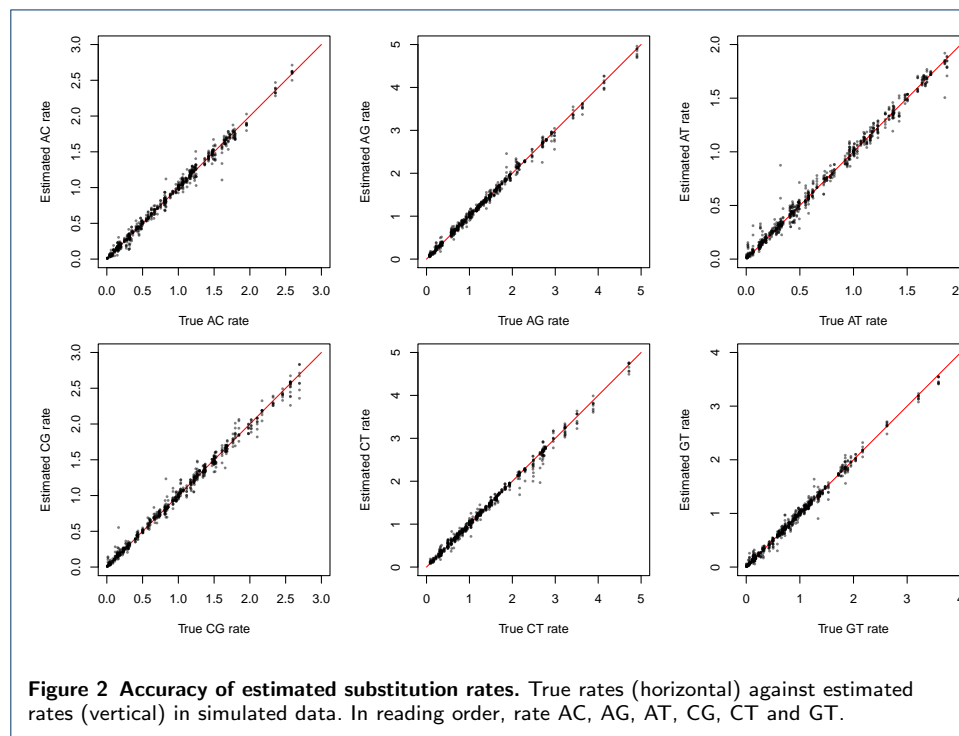 3.0
2.5
2.0
1.5
1.0
0.5
0.0
Estimated AC rate
0.0 0.5 1.0 1.5 2.0 2.5 3.0
True AC rate
5
4
3
2
1
0
Estimated AG rate
0 1 2 3 4 5
True AG rate
2.0
1.5
1.0
0.5
0.0
Estimated AT rate
0.0 0.5 1.0 1.5 2
True AT rate
3.0
2.5
2.0
1.5
1.0
0.5
0.0
Estimated CG rate
0.0 0.5 1.0 1.5 2.0 2.5 3.0
True CG rate
5
4
3
2
1
0
Estimated CT rate
0 1 2 3 4 5
True CT rate
4
3
2
1
0
Estimated GT rate
0 1 2 3 4
True GT rate
Figure 2 Accuracy of estimated substitution rates. True rates (horizontal) against estimated
rates (vertical) in simulated data. In reading order, rate AC, AG, AT, CG, CT and GT.